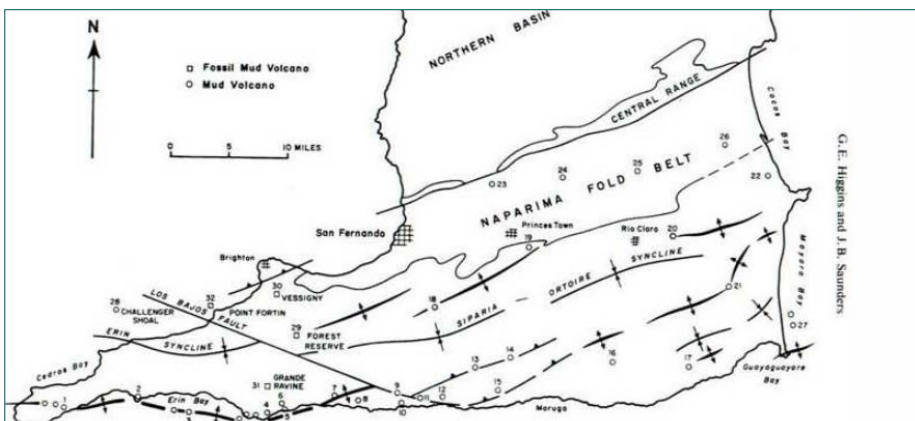 N
Fossil Mud Volcano
Mud Volcano
0 5 10 MILES
NORTHERN BASIN
CENTRAL RANGE
Cocos Bay
G.E. Higgins and J.B. Saunders
26
25
24
23
22
NAPARIMA FOLD BELT
San Fernando
Princes Town
19
Rio Claro
20
Mayaro Bay
Brighton
30
VESSIGNY
28
CHALLENGER SHOAL
32
LOS BAJOS FAULT
POINT FORTIN
18
SIPARIA - ORTOIRE SYNCLINE
21
27
ERIN SYNCLINE
29
FOREST RESERVE
14
13
16
17
Guayaguayare Bay
Cedros Bay
31
GRANDE RAVINE
15
1
2
Erin Bay
3
4
5
6
7
8
9
10
11
12
Moruga